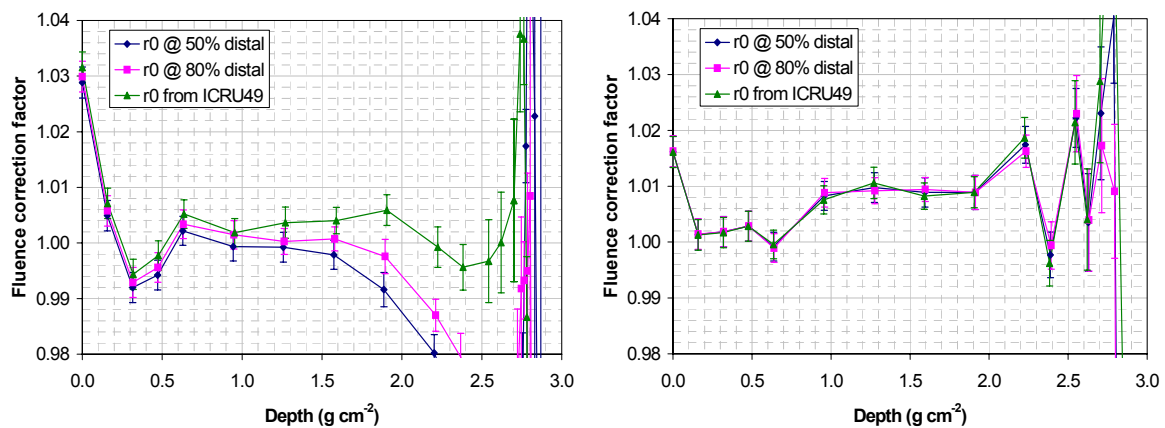 1.04
1.03
1.02
1.01
1.00
0.99
0.98
Fluence correction factor
r0 @ 50% distal
r0 @ 80% distal
r0 from ICRU49
0.0 0.5 1.0 1.5 2.0 2.5 3.0
Depth (g cm-2)
1.04
1.03
1.02
1.01
1.00
0.99
0.98
Fluence correction factor
r0 @ 50% distal
r0 @ 80% distal
r0 from ICRU49
0.0 0.5 1.0 1.5 2.0 2.5 3.0
Depth (g cm-2)